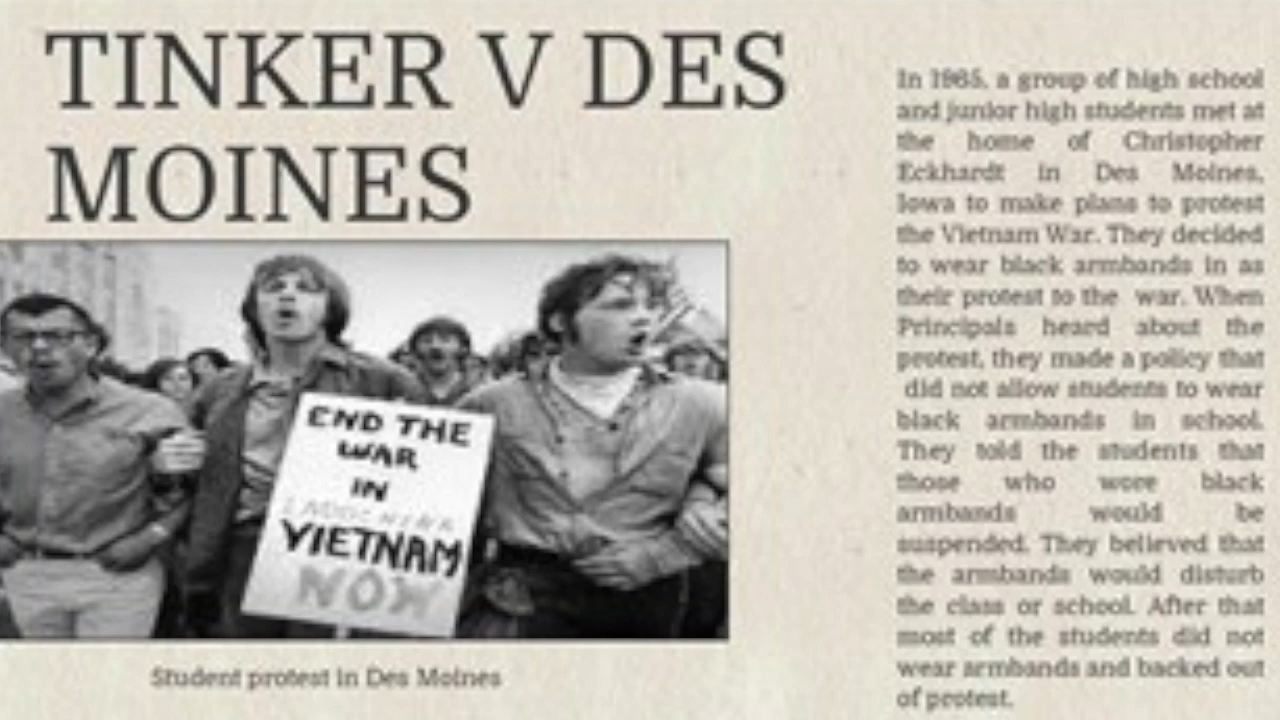 TINKER V DES
MOINES
END THE
WAR
IN
VIETNAM
NOW
Student protest in Des Moines
In 1965, a group of high school
and junior high students met at
the home of Christopher
Eckhardt in Des Moines,
Iowa to make plans to protest
the Vietnam War. They decided
to wear black armbands in as
their protest to the war. When
Principals heard about the
protest, they made a policy that
did not allow students to wear
black armbands in school.
They told the students that
those who wore black
armbands would be
suspended. They believed that
the armbands would disturb
the class or school. After that
most of the students did not
wear armbands and backed out
of protest.